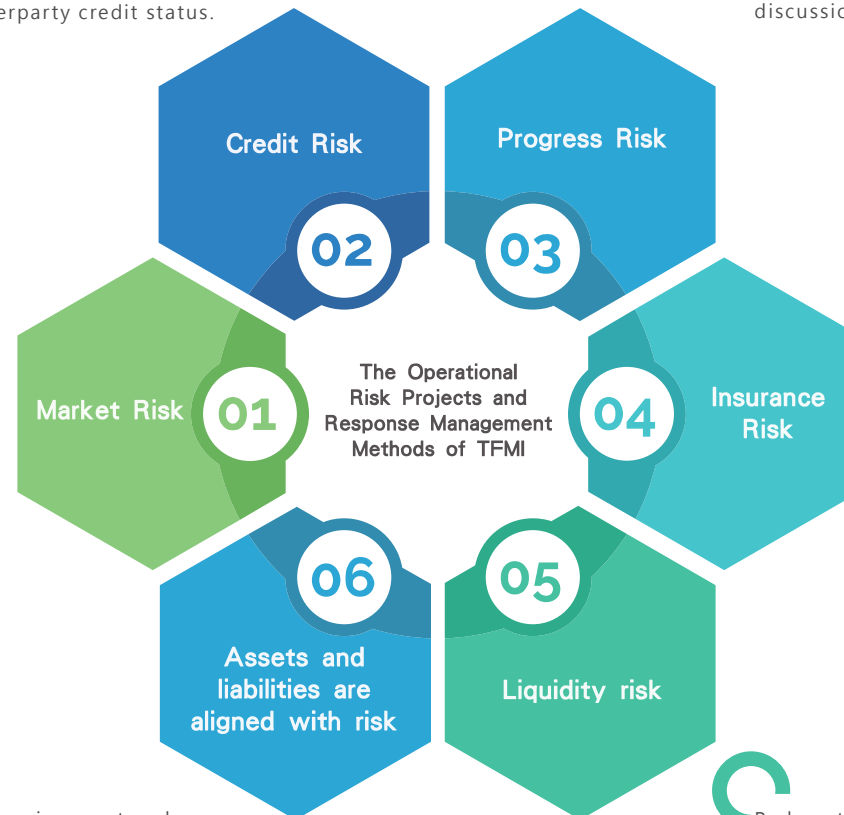 counterparty credit status.
discussio
Credit Risk
Progress Risk
02
03
The Operational
Risk Projects and
Response Management
Methods of TFMI
Market Risk
01
04
Insurance
Risk
06
05
Assets and
liabilities are
aligned with risk
Liquidity risk